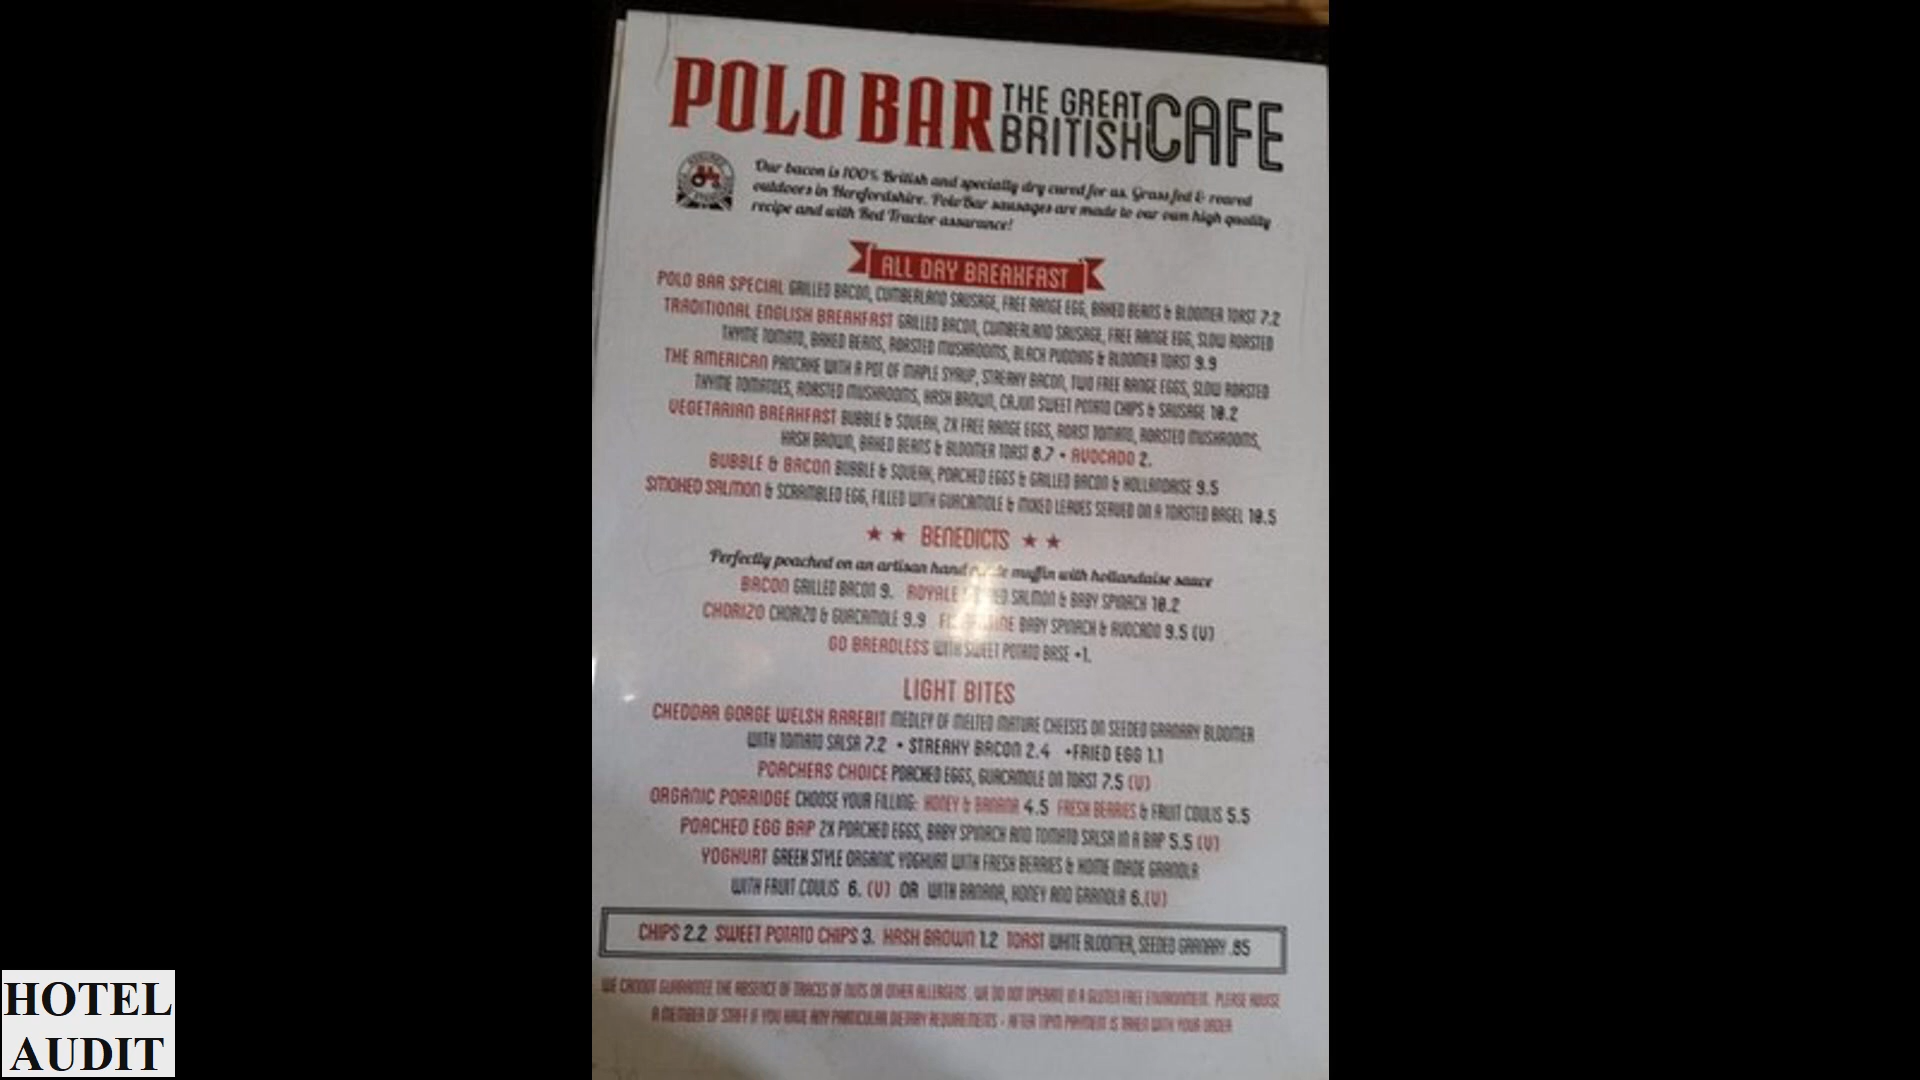 POLO BAR THE GREAT BRITISH CAFE
Our bacon is 100% British and specially dry cured for us. Grass fed & roared
outdoors in Herefordshire. PoloBar sausages are made to our own high quality
recipe and with Red Tractor assurance!
ALL DAY BREAKFAST
POLO BAR SPECIAL GRILLED BACON, CUMBERLAND SAUSAGE, FREE RANGE EGG, BAKED BEANS & BLOOMER TOAST 7.2
TRADITIONAL ENGLISH BREAKFAST GRILLED BACON, CUMBERLAND SAUSAGE, FREE RANGE EGG, SLOW ROASTED
THYME TOMATO, BAKED BEANS, ROASTED MUSHROOMS, BLACK PUDDING & BLOOMER TOAST 9.9
THE AMERICAN PANCAKE WITH A POT OF MAPLE SYRUP, STREAKY BACON, TWO FREE RANGE EGGS, SLOW ROASTED
THYME TOMATOES, ROASTED MUSHROOMS, HASH BROWN, CAJUN SWEET POTATO CHIPS & SAUSAGE 10.2
VEGETARIAN BREAKFAST BUBBLE & SQUEAK, 2X FREE RANGE EGGS, ROAST TOMATO, ROASTED MUSHROOMS,
HASH BROWN, BAKED BEANS & BLOOMER TOAST 8.7 + AVOCADO 2.
BUBBLE & BACON BUBBLE & SQUEAK, POACHED EGGS & GRILLED BACON & HOLLANDAISE 9.5
SMOKED SALMON & SCRAMBLED EGG, FILLED WITH GUACAMOLE & MIXED LEAVES SERVED ON A TOASTED BAGEL 10.5
★ ★ BENEDICTS ★ ★
Perfectly poached on an artisan hand muffin with hollandaise sauce
BACON GRILLED BACON 9. ROYALE SALMON & BABY SPINACH 10.2
CHORIZO CHORIZO & GUACAMOLE 9.9 BABY SPINACH & AVOCADO 9.5 (V)
GO BREADLESS WITH SWEET POTATO BASE +1.
LIGHT BITES
CHEDDAR GORGE WELSH RAREBIT MEDLEY OF MELTED MATURE CHEESES ON SEEDED GRANARY BLOOMER
WITH TOMATO SALSA 7.2 + STREAKY BACON 2.4 +FRIED EGG 1.1
POACHERS CHOICE POACHED EGGS, GUACAMOLE ON TOAST 7.5 (V)
ORGANIC PORRIDGE CHOOSE YOUR FILLING: HONEY & BANANA 4.5 FRESH BERRIES & FRUIT COULIS 5.5
POACHED EGG BAP 2X POACHED EGGS, BABY SPINACH AND TOMATO SALSA IN A BAP 5.5 (V)
YOGHURT GREEK STYLE ORGANIC YOGHURT WITH FRESH BERRIES & HOME MADE GRANOLA
WITH FRUIT COULIS 6. (V) OR WITH BANANA, HONEY AND GRANOLA 6.(V)
CHIPS 2.2 SWEET POTATO CHIPS 3. HASH BROWN 1.2 TOAST WHITE BLOOMER, SEEDED GRANARY .85
WE CANNOT GUARANTEE THE ABSENCE OF TRACES OF NUTS OR OTHER ALLERGENS. WE DO NOT OPERATE IN A GLUTEN FREE ENVIRONMENT. PLEASE ADVISE
A MEMBER OF STAFF IF YOU HAVE ANY PARTICULAR DIETARY REQUIREMENTS - AFTER 11PM PAYMENT IS TAKEN WITH YOUR ORDER
HOTEL
AUDIT